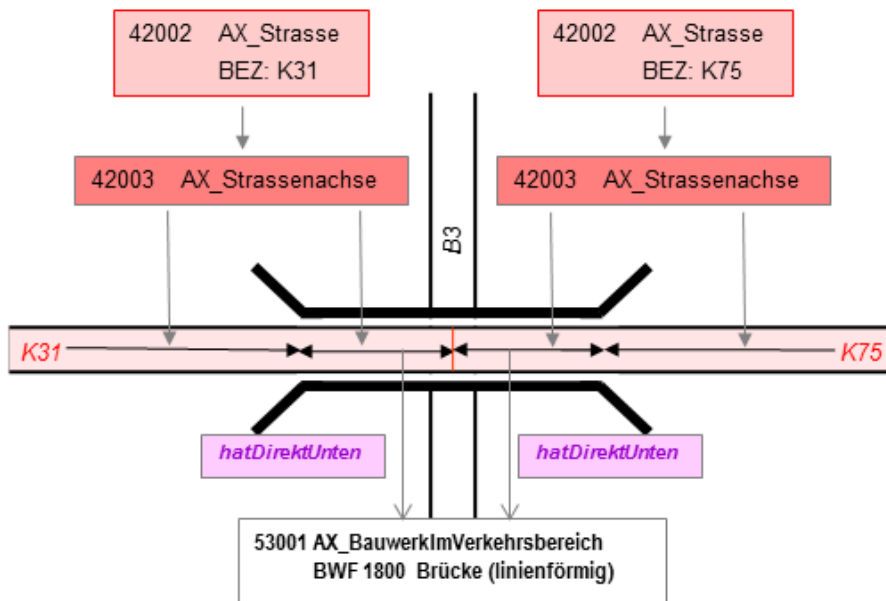 42002 AX_Strasse
BEZ: K31
42002 AX_Strasse
BEZ: K75
42003 AX_Strassenachse
42003 AX_Strassenachse
B3
K31
K75
hatDirektUnten
hatDirektUnten
53001 AX_BauwerkImVerkehrsbereich
BWF 1800 Brücke (linienförmig)